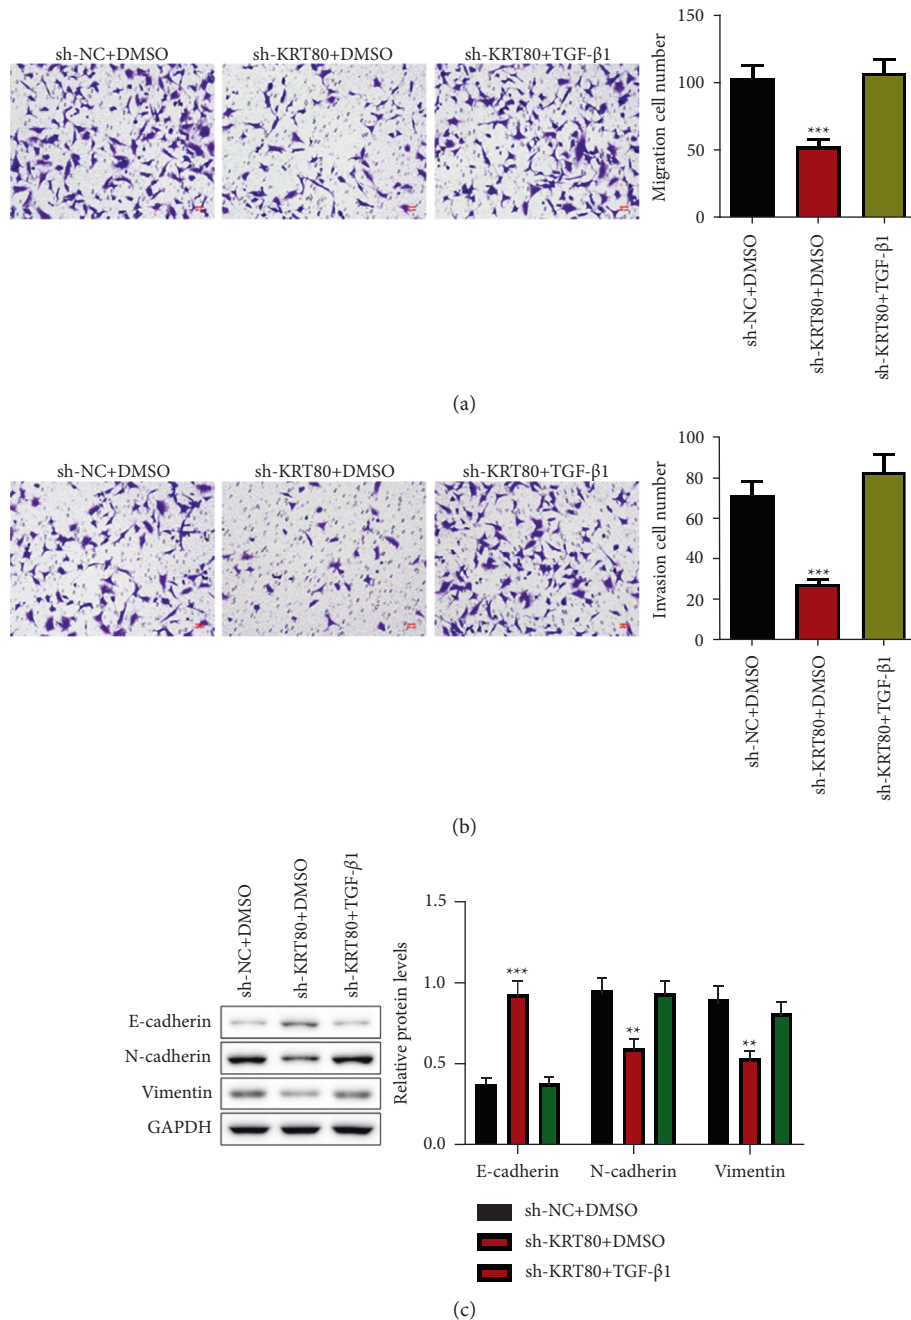 sh-NC+DMSO
sh-KRT80+DMSO
sh-KRT80+TGF-β1
Migration cell number
150
100
50
0
***
sh-NC+DMSO
sh-KRT80+DMSO
sh-KRT80+TGF-β1
(a)
sh-NC+DMSO
sh-KRT80+DMSO
sh-KRT80+TGF-β1
Invasion cell number
100
80
60
40
20
0
***
sh-NC+DMSO
sh-KRT80+DMSO
sh-KRT80+TGF-β1
(b)
sh-NC+DMSO
sh-KRT80+DMSO
sh-KRT80+TGF-β1
E-cadherin
N-cadherin
Vimentin
GAPDH
Relative protein levels
1.5
1.0
0.5
0.0
***
**
**
E-cadherin
N-cadherin
Vimentin
sh-NC+DMSO
sh-KRT80+DMSO
sh-KRT80+TGF-β1
(c)